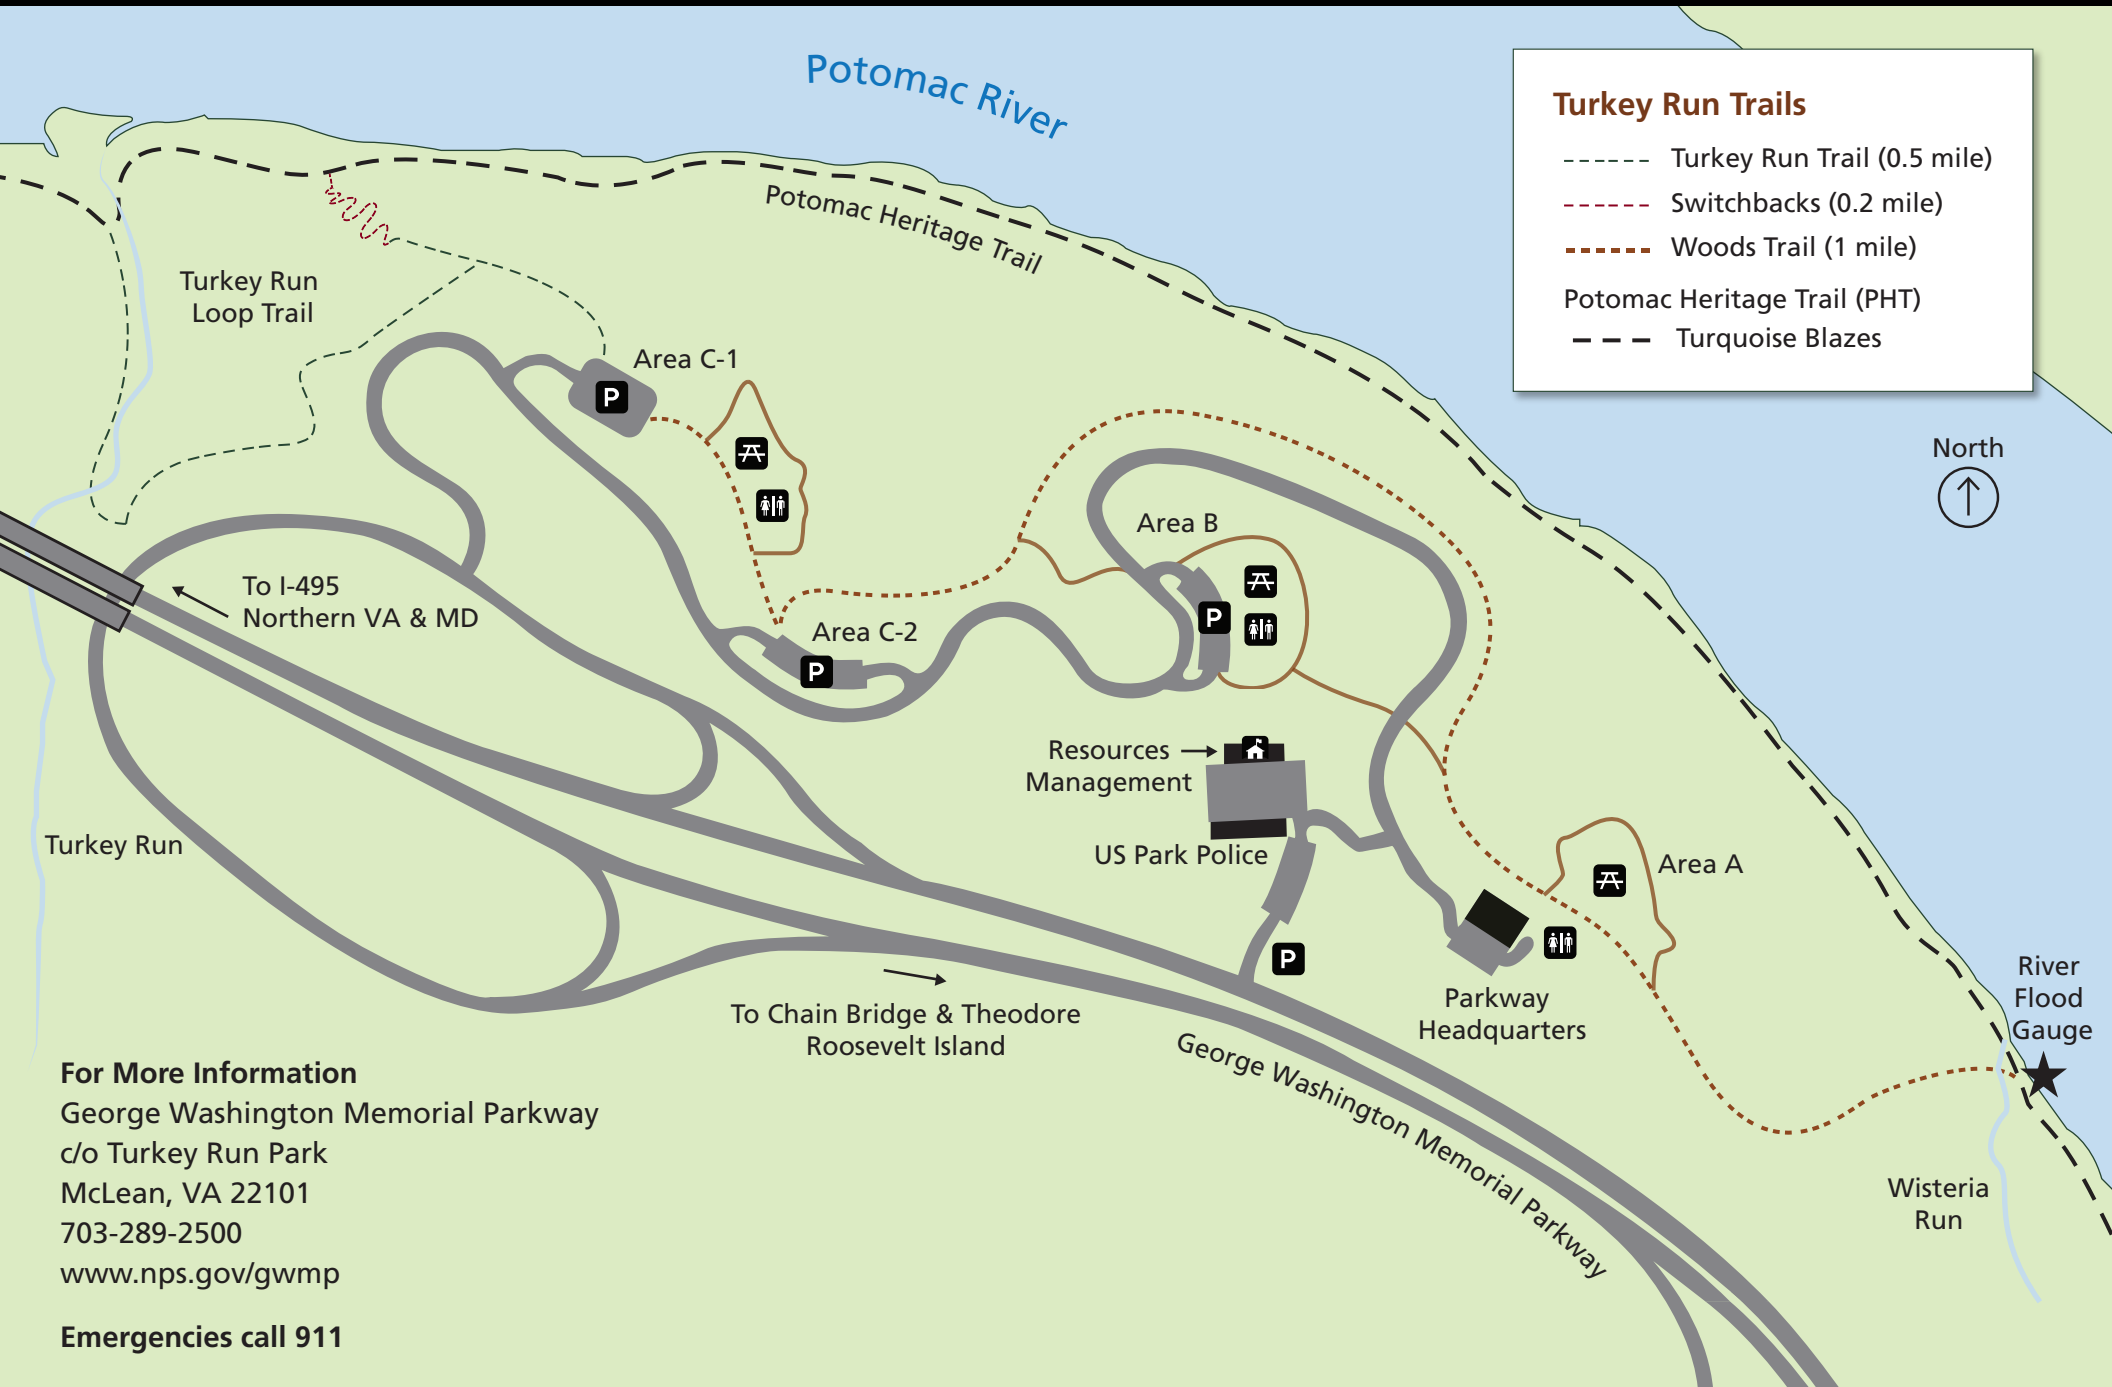 Potomac River
Turkey Run Trails
Turkey Run Trail (0.5 mile)
Switchbacks (0.2 mile)
Woods Trail (1 mile)
Potomac Heritage Trail (PHT)
Turquoise Blazes
Potomac Heritage Trail
Turkey Run
Loop Trail
Area C-1
P
North
Area B
To I-495
Northern VA & MD
P
Area C-2
P
Resources
Management
Turkey Run
US Park Police
Area A
P
River
Flood
Gauge
Parkway
Headquarters
To Chain Bridge & Theodore
Roosevelt Island
George Washington Memorial Parkway
Wisteria
Run
For More Information
George Washington Memorial Parkway
c/o Turkey Run Park
McLean, VA 22101
703-289-2500
www.nps.gov/gwmp
Emergencies call 911